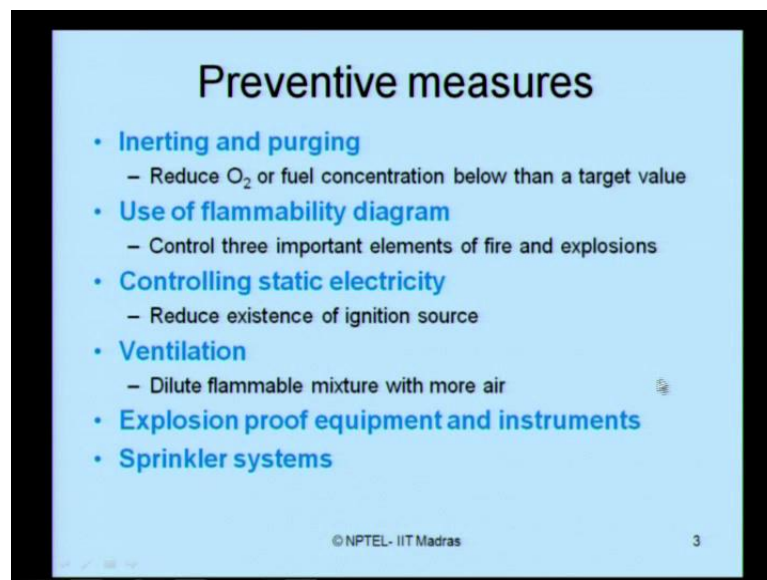 Preventive measures
• Inerting and purging
– Reduce O₂ or fuel concentration below than a target value
• Use of flammability diagram
– Control three important elements of fire and explosions
• Controlling static electricity
– Reduce existence of ignition source
• Ventilation
– Dilute flammable mixture with more air
• Explosion proof equipment and instruments
• Sprinkler systems
© NPTEL- IIT Madras
3